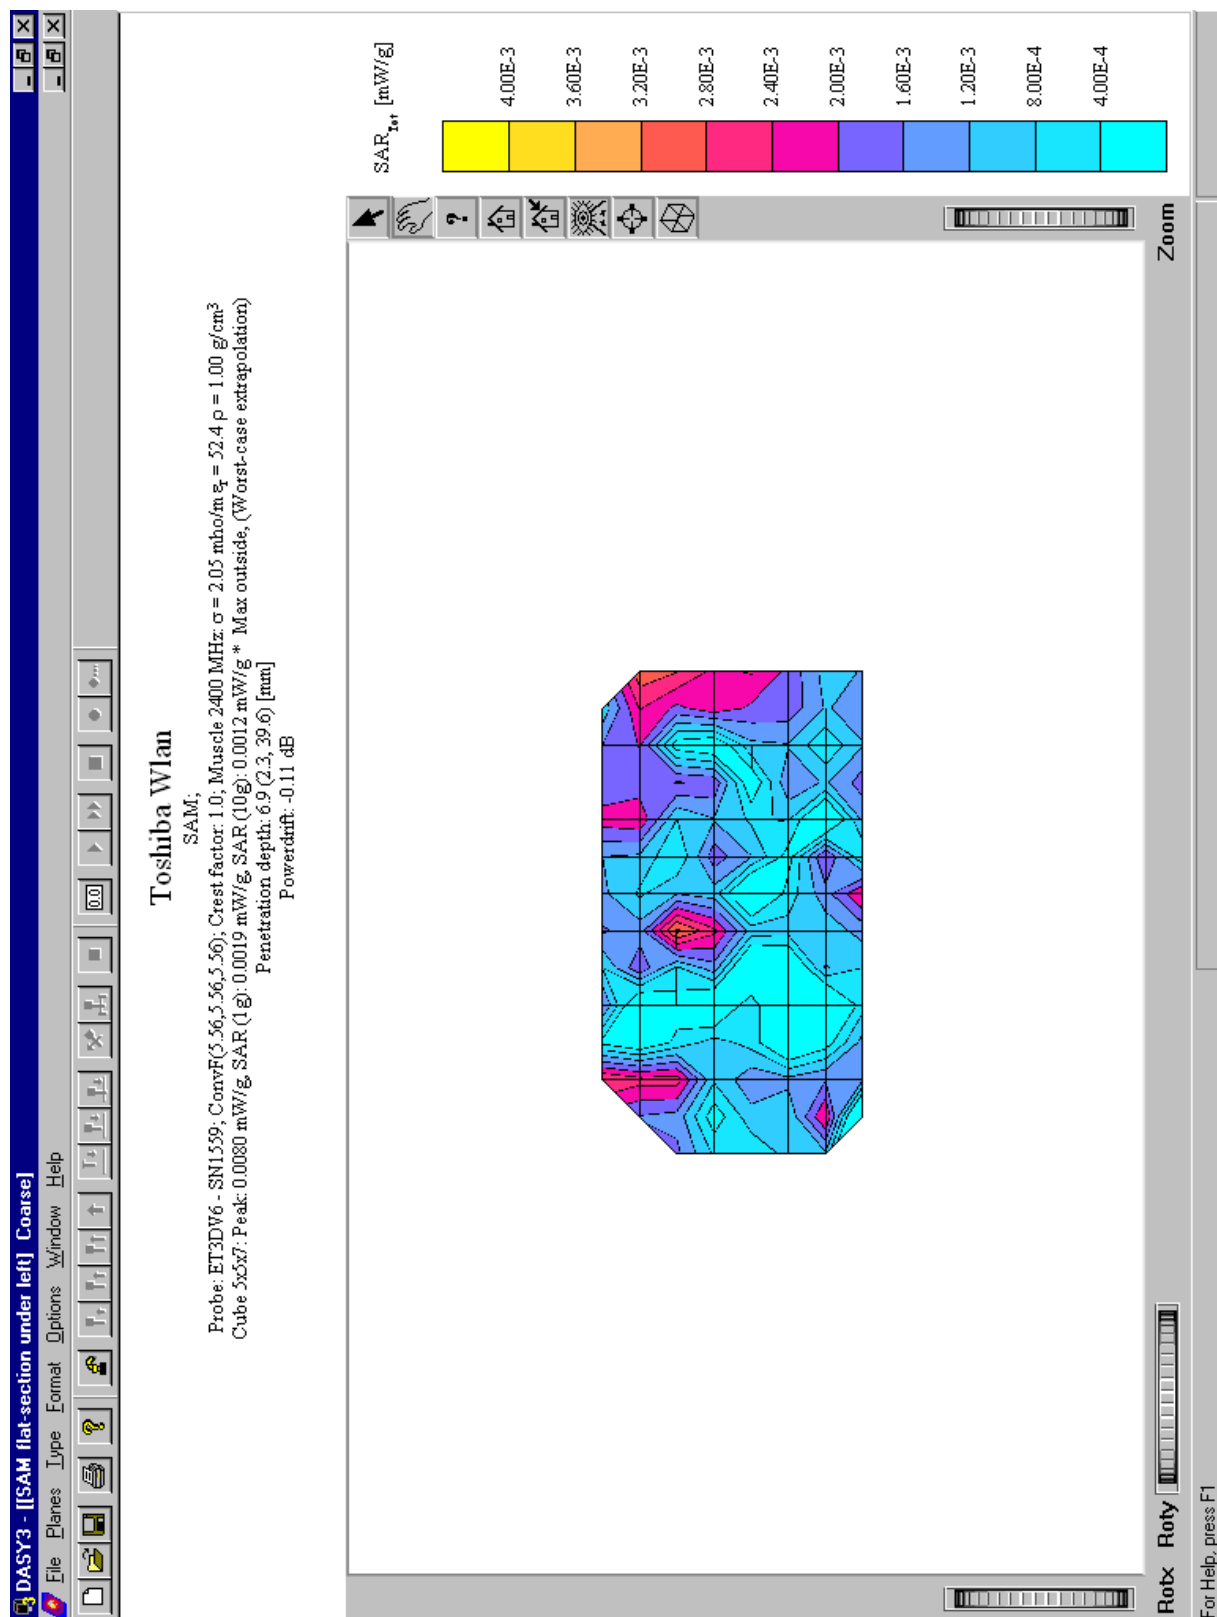 DASY3 - [[SAM flat-section under left]  Coarse]
File Planes Type Format Options Window Help
0.0
Toshiba Wlan
SAM;
Probe: ET3DV6 - SN1559; ConvF(5.56,5.56,5.56); Crest factor: 1.0; Muscle 2400 MHz: σ = 2.05 mho/m εr = 52.4 ρ = 1.00 g/cm³
Cube 5x5x7: Peak: 0.0080 mW/g, SAR (1g): 0.0019 mW/g, SAR (10g): 0.0012 mW/g * Max outside, (Worst-case extrapolation)
Penetration depth: 6.9 (2.3, 39.6) [mm]
Powerdrift: -0.11 dB
SARTot [mW/g]
4.00E-3
3.60E-3
3.20E-3
2.80E-3
2.40E-3
2.00E-3
1.60E-3
1.20E-3
8.00E-4
4.00E-4
Rotx Roty Zoom
For Help, press F1